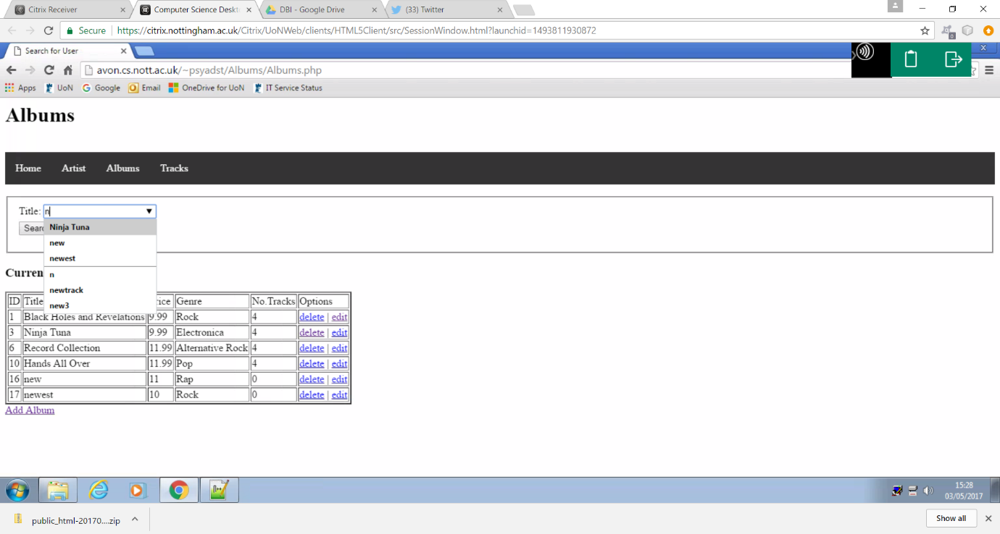 Citrix Receiver
Computer Science Deskt
DBI - Google Drive
(33) Twitter
Secure
https://citrix.nottingham.ac.uk/Citrix/UoNWeb/clients/HTML5Client/src/SessionWindow.html?launchid=1493811930872
0
Search for User
avon.cs.nott.ac.uk/~psyadst/Albums/Albums.php
Apps UoN Google Email OneDrive for UoN IT Service Status
Albums
Home Artist Albums Tracks
Title: n
Sear
Ninja Tuna
new
newest
n
newtrack
new3
Curren
ID Title rice Genre No.Tracks Options
1 Black Holes and Revelations 9.99 Rock 4 delete | edit
3 Ninja Tuna 9.99 Electronica 4 delete | edit
6 Record Collection 11.99 Alternative Rock 4 delete | edit
10 Hands All Over 11.99 Pop 4 delete | edit
16 new 11 Rap 0 delete | edit
17 newest 10 Rock 0 delete | edit
Add Album
15:28
03/05/2017
public_html-20170....zip
Show all